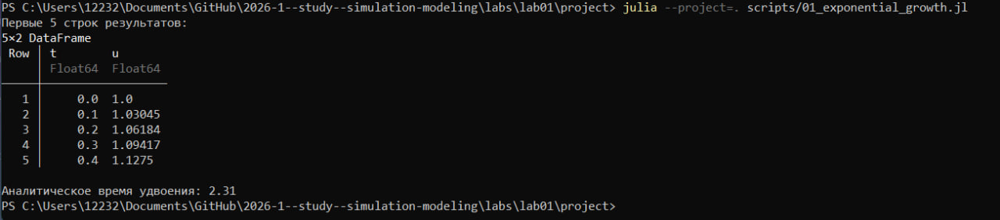 PS C:\Users\12232\Documents\GitHub\2026-1--study--simulation-modeling\labs\lab01\project> julia --project=. scripts/01_exponential_growth.jl
Первые 5 строк результатов:
5×2 DataFrame
Row t u
Float64 Float64
1 0.0 1.0
2 0.1 1.03045
3 0.2 1.06184
4 0.3 1.09417
5 0.4 1.1275
Аналитическое время удвоения: 2.31
PS C:\Users\12232\Documents\GitHub\2026-1--study--simulation-modeling\labs\lab01\project>